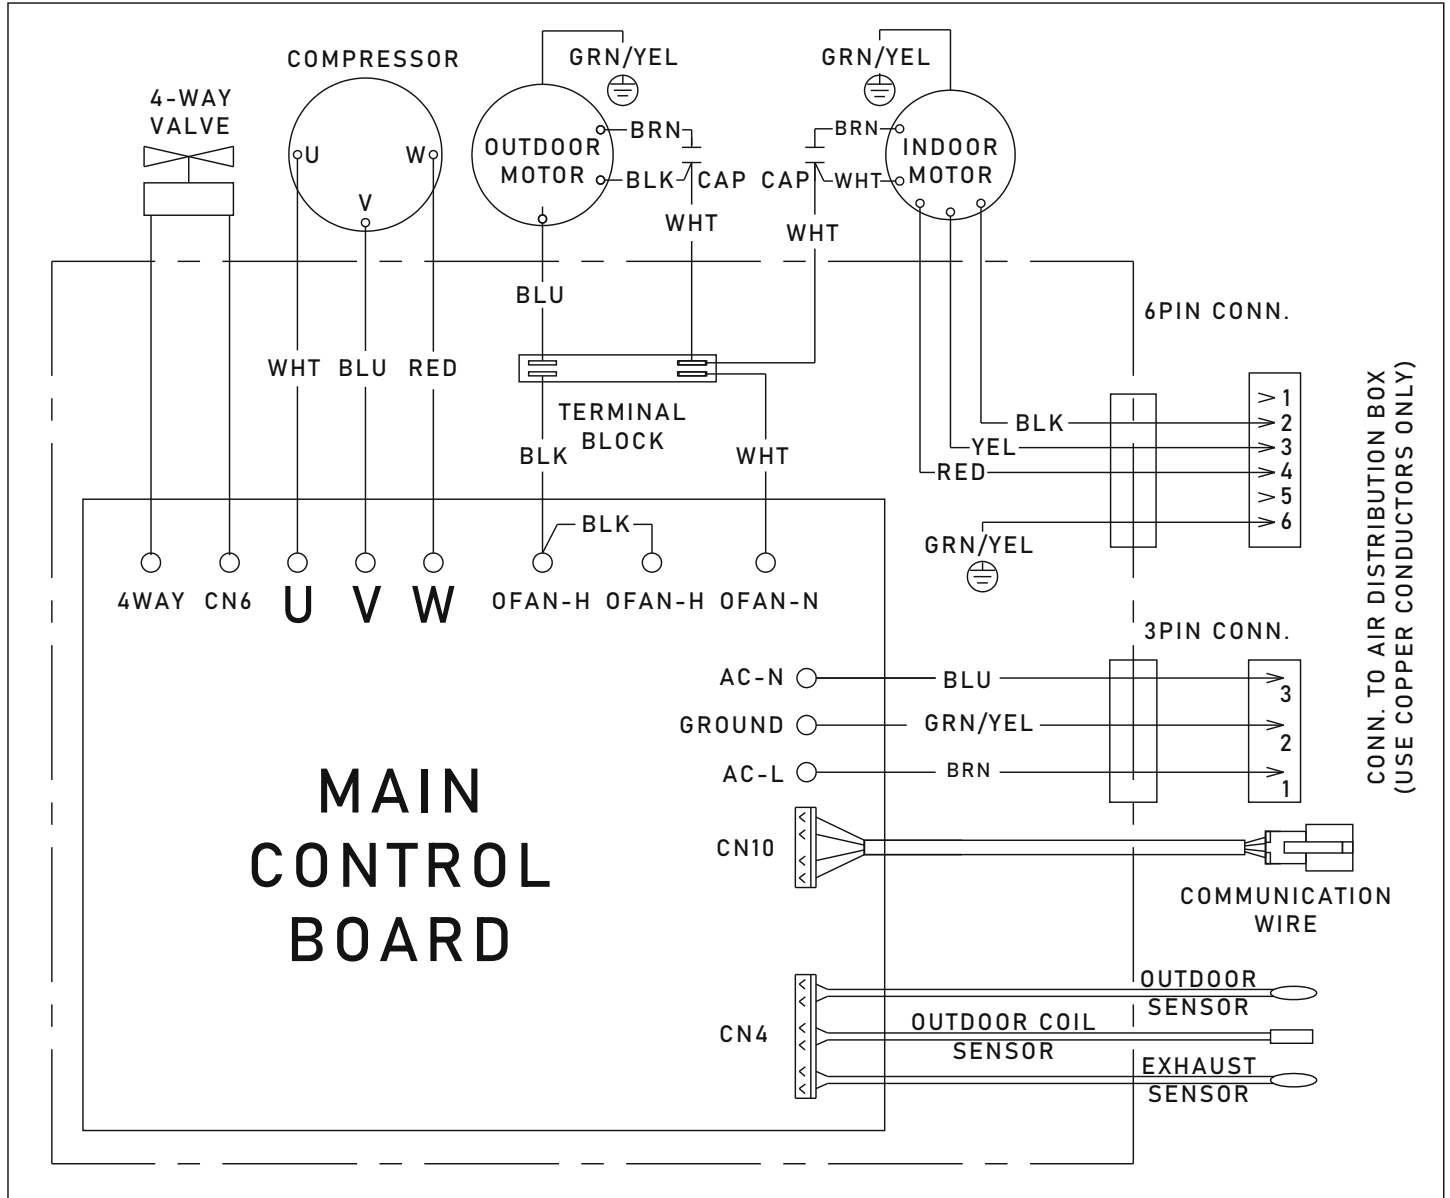 COMPRESSOR
4-WAY
VALVE
U
W
V
GRN/YEL
OUTDOOR
MOTOR
BRN
BLK
CAP
WHT
GRN/YEL
INDOOR
MOTOR
BRN
CAP
WHT
WHT
BLU
WHT
BLU
RED
TERMINAL
BLOCK
BLK
WHT
BLK
4WAY
CN6
U
V
W
OFAN-H
OFAN-H
OFAN-N
6PIN CONN.
1
BLK
2
YEL
3
RED
4
5
6
GRN/YEL
3PIN CONN.
AC-N
BLU
3
GROUND
GRN/YEL
2
AC-L
BRN
1
CONN. TO AIR DISTRIBUTION BOX
(USE COPPER CONDUCTORS ONLY)
MAIN
CONTROL
BOARD
CN10
COMMUNICATION
WIRE
CN4
OUTDOOR
SENSOR
OUTDOOR COIL
SENSOR
EXHAUST
SENSOR